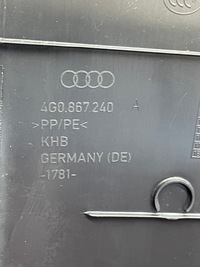 4G0.867.240 A
>PP/PE<
KHB
GERMANY (DE)
-1781-